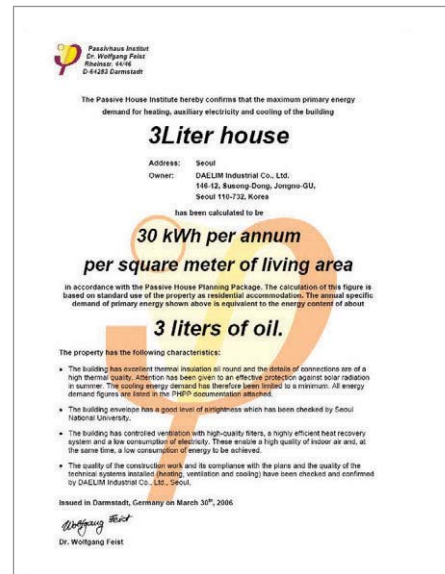 Passivhaus Institut
Dr. Wolfgang Feist
Rheinstr. 44/46
D-64283 Darmstadt
The Passive House Institute hereby confirms that the maximum primary energy
demand for heating, auxiliary electricity and cooling of the building
3Liter house
Address: Seoul
Owner: DAELIM Industrial Co., Ltd.
146-12, Susong-Dong, Jongno-GU,
Seoul 110-732, Korea
has been calculated to be
30 kWh per annum
per square meter of living area
in accordance with the Passive House Planning Package. The calculation of this figure is
based on standard use of the property as residential accommodation. The annual specific
demand of primary energy shown above is equivalent to the energy content of about
3 liters of oil.
The property has the following characteristics:
• The building has excellent thermal insulation all round and the details of connections are of a
high thermal quality. Attention has been given to an effective protection against solar radiation
in summer. The cooling energy demand has therefore been limited to a minimum. All energy
demand figures are listed in the PHPP documentation attached.
• The building envelope has a good level of airtightness which has been checked by Seoul
National University.
• The building has controlled ventilation with high-quality filters, a highly efficient heat recovery
system and a low consumption of electricity. These enable a high quality of indoor air and, at
the same time, a low consumption of energy to be achieved.
• The quality of the construction work and its compliance with the plans and the quality of the
technical systems installed (heating, ventilation and cooling) have been checked and confirmed
by DAELIM Industrial Co., Ltd., Seoul.
Issued in Darmstadt, Germany on March 30th, 2006
Wolfgang Feist
Dr. Wolfgang Feist